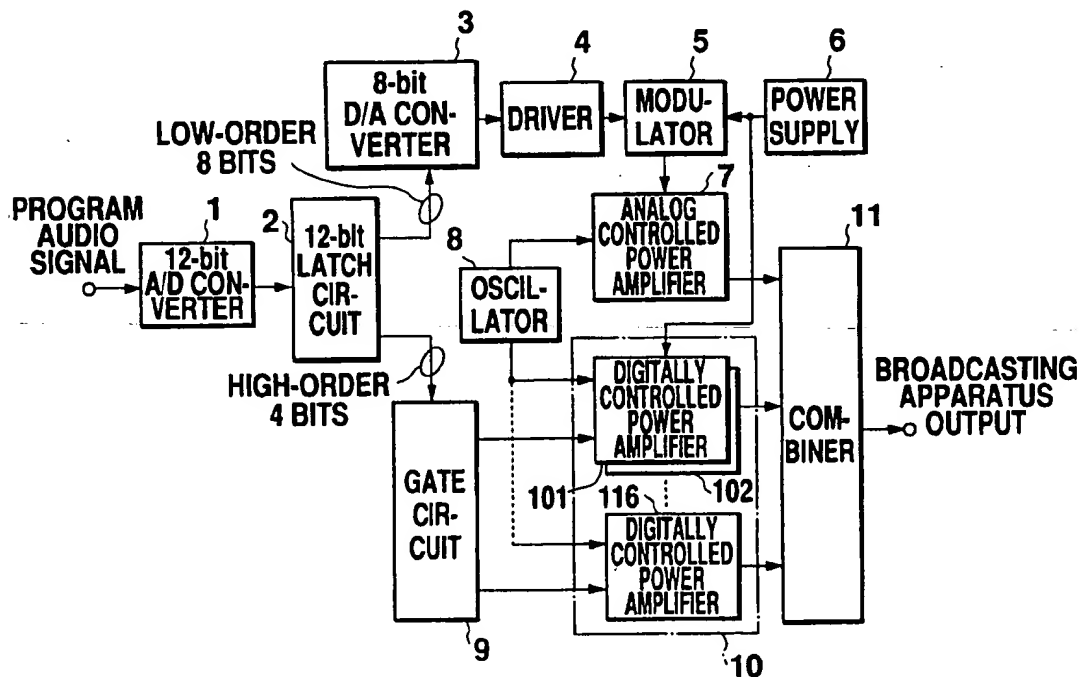 3
8-bit
D/A CON-
VERTER
4
DRIVER
5
MODU-
LATOR
6
POWER
SUPPLY
LOW-ORDER
8 BITS
PROGRAM
AUDIO
SIGNAL
1
12-bit
A/D CON-
VERTER
2
12-bit
LATCH
CIR-
CUIT
HIGH-ORDER
4 BITS
7
ANALOG
CONTROLLED
POWER
AMPLIFIER
8
OSCIL-
LATOR
9
GATE
CIR-
CUIT
DIGITALLY
CONTROLLED
POWER
AMPLIFIER
101
102
116
DIGITALLY
CONTROLLED
POWER
AMPLIFIER
10
11
COM-
BINER
BROADCASTING
APPARATUS
OUTPUT